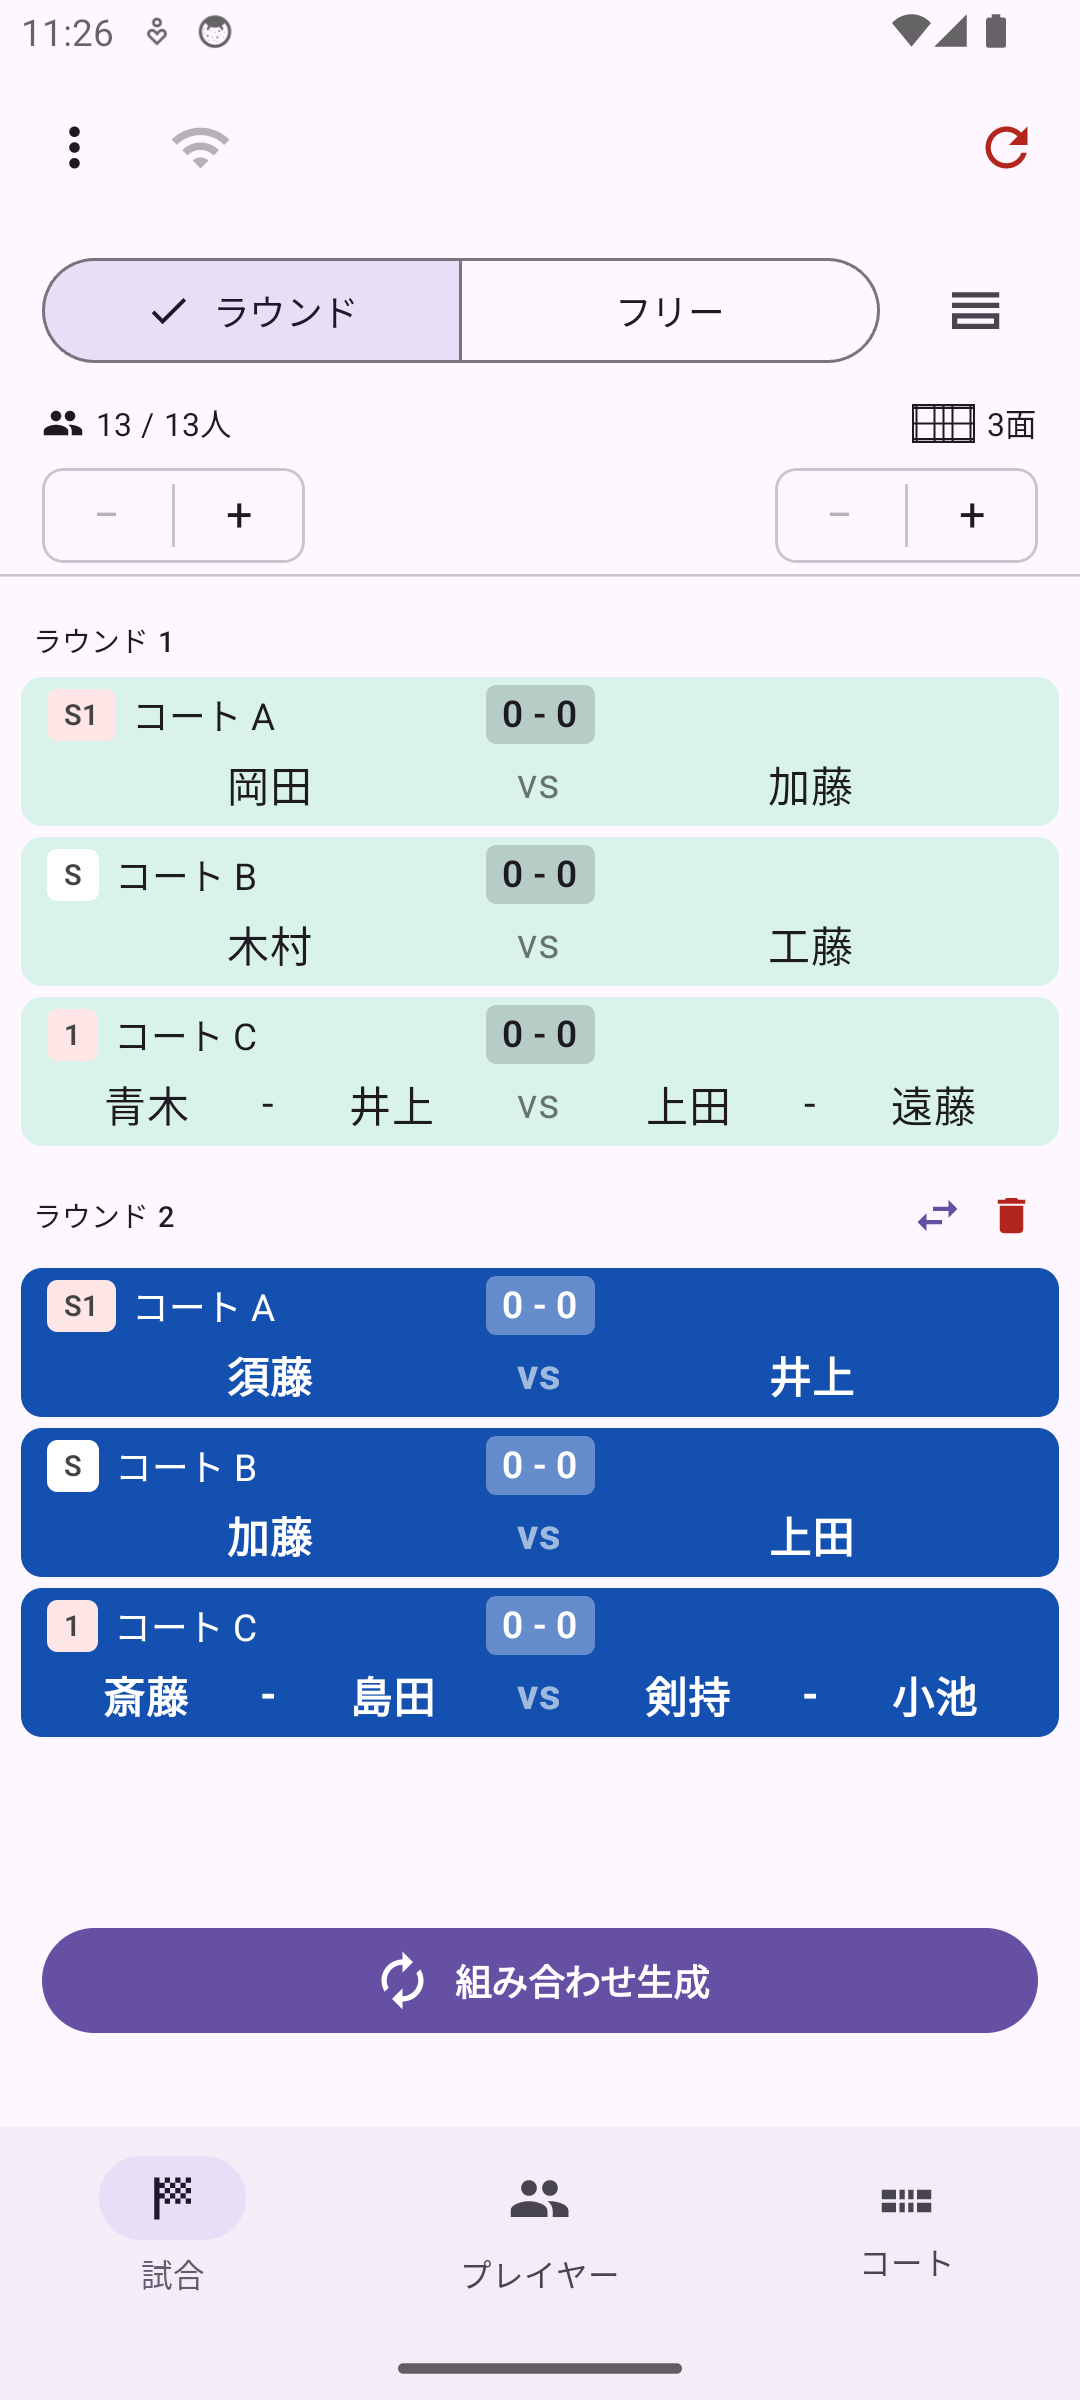 11:26
ラウンド フリー
13 / 13人 3面
− + − +
ラウンド 1
S1 コート A 0 - 0
岡田 vs 加藤
S コート B 0 - 0
木村 vs 工藤
1 コート C 0 - 0
青木 - 井上 vs 上田 - 遠藤
ラウンド 2
S1 コート A 0 - 0
須藤 vs 井上
S コート B 0 - 0
加藤 vs 上田
1 コート C 0 - 0
斎藤 - 島田 vs 剣持 - 小池
組み合わせ生成
試合 プレイヤー コート